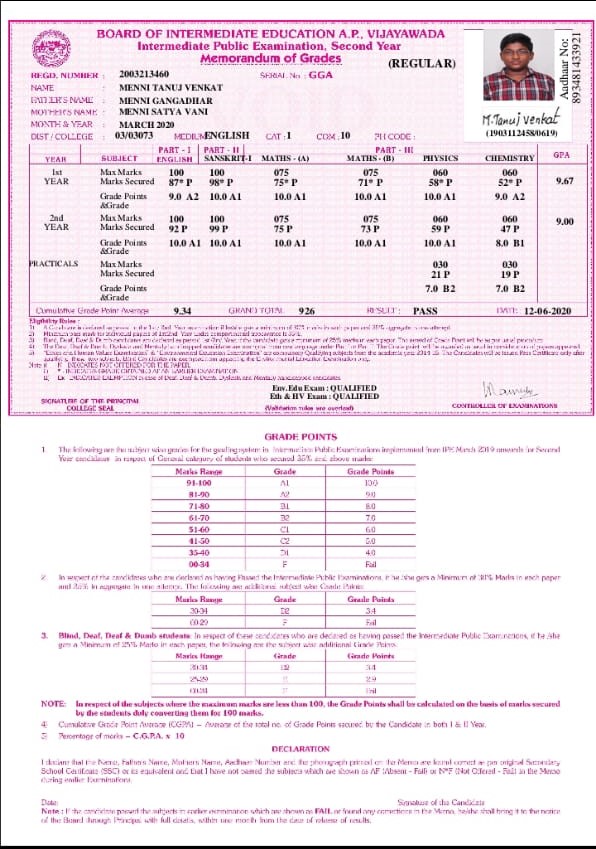 BOARD OF INTERMEDIATE EDUCATION A.P., VIJAYAWADA
Intermediate Public Examination, Second Year
Memorandum of Grades
(REGULAR)
REGD. NUMBER : 2003213460 SERIAL No. : GGA
NAME : MENNI TANUJ VENKAT
FATHER'S NAME : MENNI GANGADHAR
MOTHER'S NAME : MENNI SATYA VANI
MONTH & YEAR : MARCH 2020
DIST / COLLEGE : 03/03073 MEDIUM ENGLISH CAT : 1 COM : 10 PH CODE :
Aadhaar No: 893481433921
M.Tanuj venkat
(1903112458/0619)
YEAR SUBJECT PART - I ENGLISH PART - II SANSKRIT-I PART - III MATHS - (A) MATHS - (B) PHYSICS CHEMISTRY GPA
1st YEAR Max Marks 100 100 075 075 060 060
Marks Secured 87* P 98* P 75* P 71* P 58* P 52* P 9.67
Grade Points &Grade 9.0 A2 10.0 A1 10.0 A1 10.0 A1 10.0 A1 9.0 A2
2nd YEAR Max Marks 100 100 075 075 060 060
Marks Secured 92 P 99 P 75 P 73 P 59 P 47 P 9.00
Grade Points &Grade 10.0 A1 10.0 A1 10.0 A1 10.0 A1 10.0 A1 8.0 B1
PRACTICALS Max Marks 030 030
Marks Secured 21 P 19 P
Grade Points &Grade 7.0 B2 7.0 B2
Cumulative Grade Point Average 9.34 GRAND TOTAL 926 RESULT : PASS DATE: 12-06-2020
Eligibility Rules :
Env.Edu Exam : QUALIFIED
Eth & HV Exam : QUALIFIED
SIGNATURE OF THE PRINCIPAL
COLLEGE SEAL
(Validation rules see overleaf)
CONTROLLER OF EXAMINATIONS
GRADE POINTS
1. The following are the subject wise grades for the grading system in Intermediate Public Examinations implemented from IPE March 2019 onwards for Second
Year candidates in respect of General category of students who secured 35% and above marks:
Marks Range Grade Grade Points
91-100 A1 10.0
81-90 A2 9.0
71-80 B1 8.0
61-70 B2 7.0
51-60 C1 6.0
41-50 C2 5.0
35-40 D1 4.0
00-34 F Fail
2. In respect of the candidates who are declared as having Passed the Intermediate Public Examinations, if he /she gets a Minimum of 30% Marks in each paper
and 35% in aggregate in one attempt. The following are additional subject wise Grade Points:
Marks Range Grade Grade Points
30-34 D2 3.4
00-29 F Fail
3. Blind, Deaf, Deaf & Dumb students: In respect of these candidates who are declared as having passed the Intermediate Public Examinations, if he /she
gets a Minimum of 25% Marks in each paper, the following are the subject wise additional Grade Points:
Marks Range Grade Grade Points
30-34 D2 3.4
25-29 E 2.9
00-24 F Fail
NOTE: In respect of the subjects where the maximum marks are less than 100, the Grade Points shall be calculated on the basis of marks secured
by the students duly converting them for 100 marks.
4) Cumulative Grade Point Average (CGPA) = Average of the total no. of Grade Points secured by the Candidate in both I & II Year.
5) Percentage of marks = C.G.P.A. x 10
DECLARATION
I declare that the Name, Fathers Name, Mothers Name, Aadhaar Number and the photograph printed on the Memo are found correct as per original Secondary
School Certificate (SSC) or its equivalent and that I have not passed the subjects which are shown as AF (Absent - Fail) or N*F (Not Offered - Fail) in the Memo
during earlier Examinations.
Date: Signature of the Candidate
Note : If the candidate passed the subjects in earlier examination which are shown as FAIL or found any corrections in the Memo, he/she shall bring it to the notice
of the Board through Principal with full details, within one month from the date of release of results.